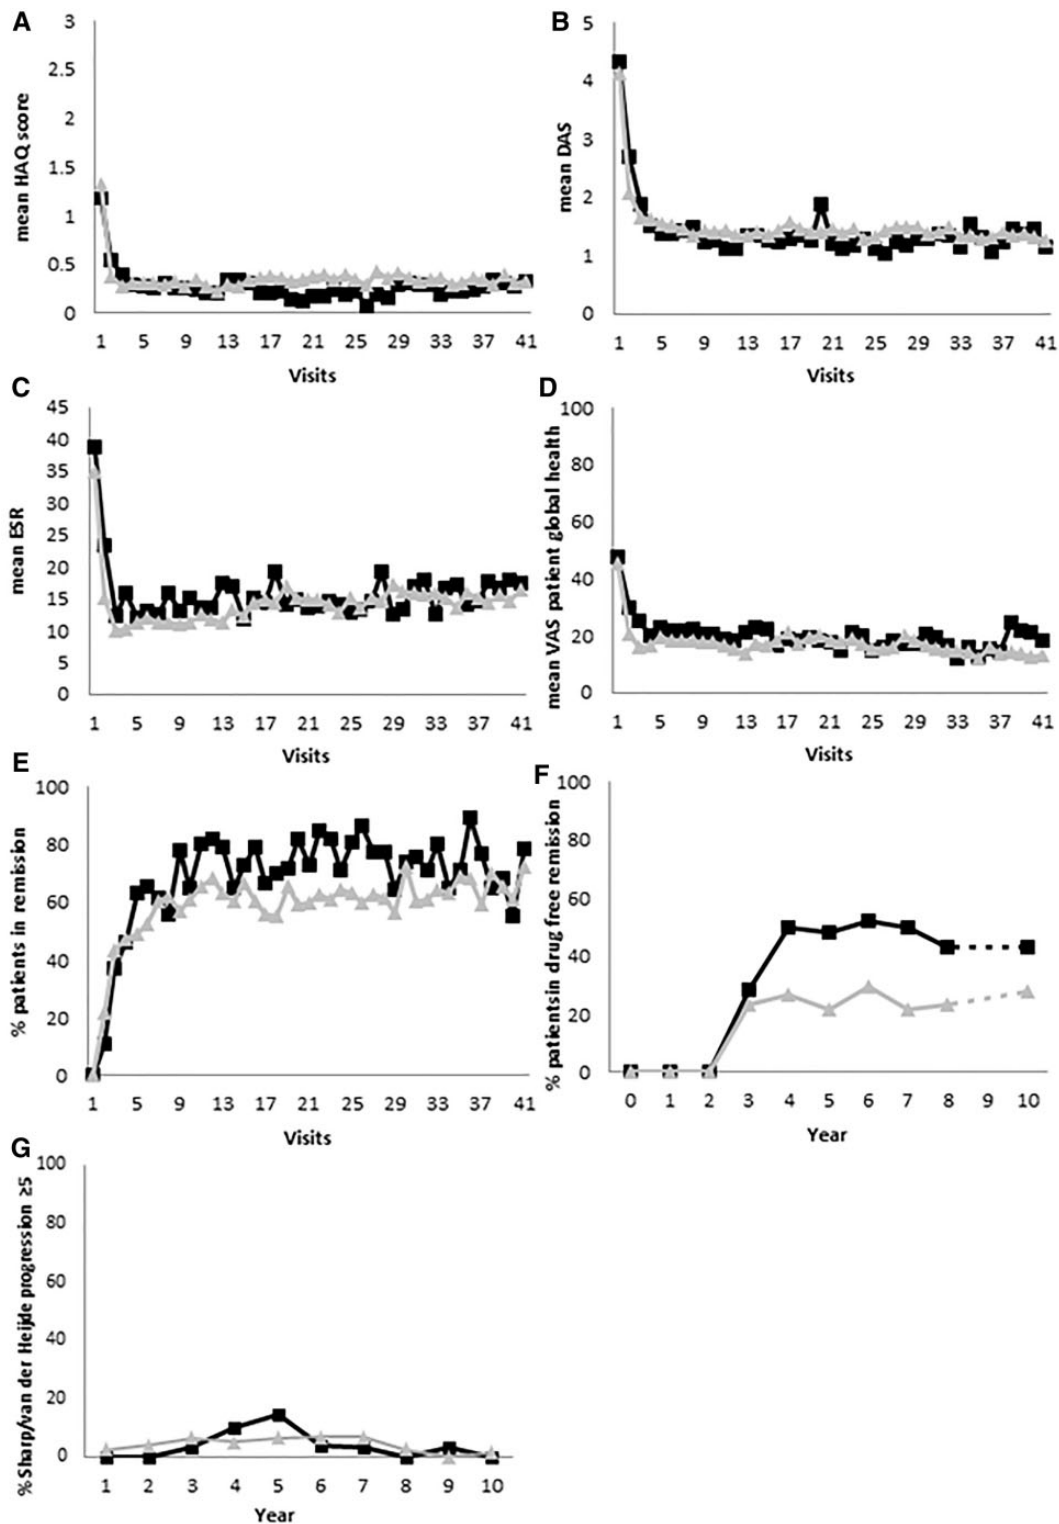 A
3
2.5
2
1.5
1
0.5
0
mean HAQ score
1 5 9 13 17 21 25 29 33 37 41
Visits
B
5
4
3
2
1
0
mean DAS
1 5 9 13 17 21 25 29 33 37 41
Visits
C
45
40
35
30
25
20
15
10
5
0
mean ESR
1 5 9 13 17 21 25 29 33 37 41
Visits
D
100
80
60
40
20
0
mean VAS patient global health
1 5 9 13 17 21 25 29 33 37 41
Visits
E
100
80
60
40
20
0
% patients in remission
1 5 9 13 17 21 25 29 33 37 41
Visits
F
100
80
60
40
20
0
% patientsin drug free remission
0 1 2 3 4 5 6 7 8 9 10
Year
G
100
80
60
40
20
0
%Sharp/van der Heijde progression ≥5
1 2 3 4 5 6 7 8 9 10
Year